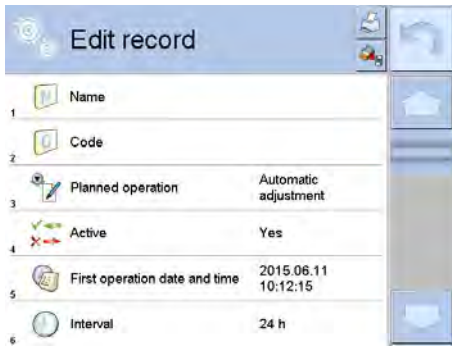 Edit record
1 Name
2 Code
3 Planned operation Automatic adjustment
4 Active Yes
5 First operation date and time 2015.06.11 10:12:15
6 Interval 24 h